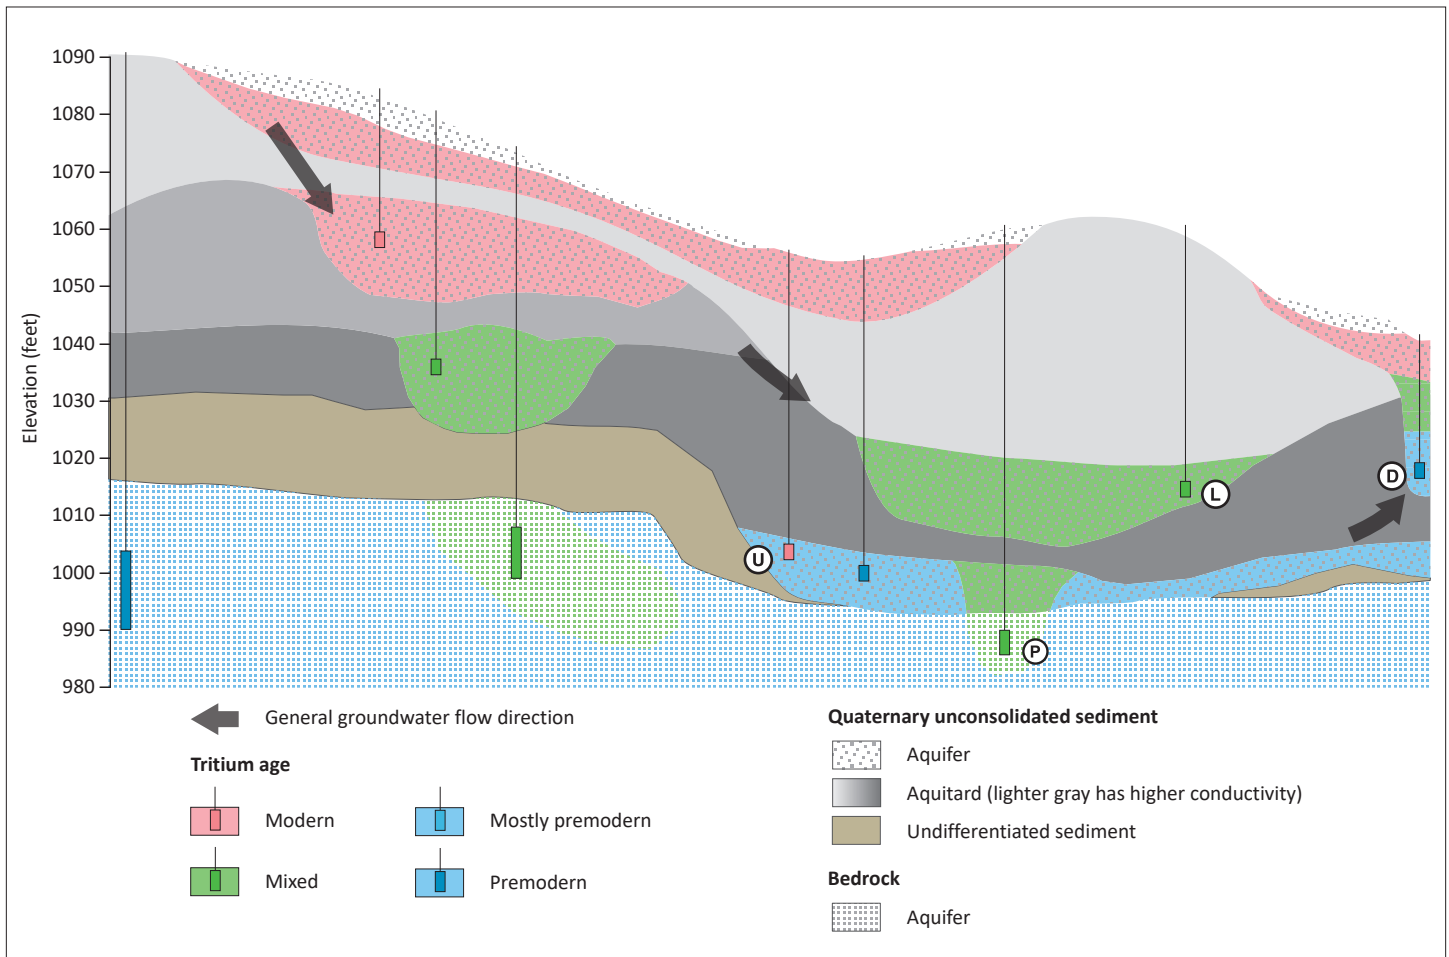 1090
1080
1070
1060
1050
1040
1030
1020
1010
1000
990
980
Elevation (feet)
U
L
P
D
General groundwater flow direction
Tritium age
Modern
Mostly premodern
Mixed
Premodern
Quaternary unconsolidated sediment
Aquifer
Aquitard (lighter gray has higher conductivity)
Undifferentiated sediment
Bedrock
Aquifer